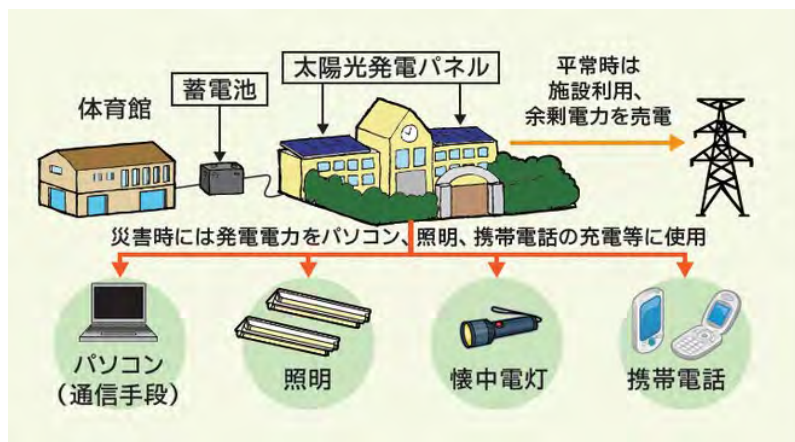 太陽光発電パネル
蓄電池
体育館
平常時は
施設利用、
余剰電力を売電
災害時には発電電力をパソコン、照明、携帯電話の充電等に使用
パソコン
（通信手段）
照明
懐中電灯
携帯電話